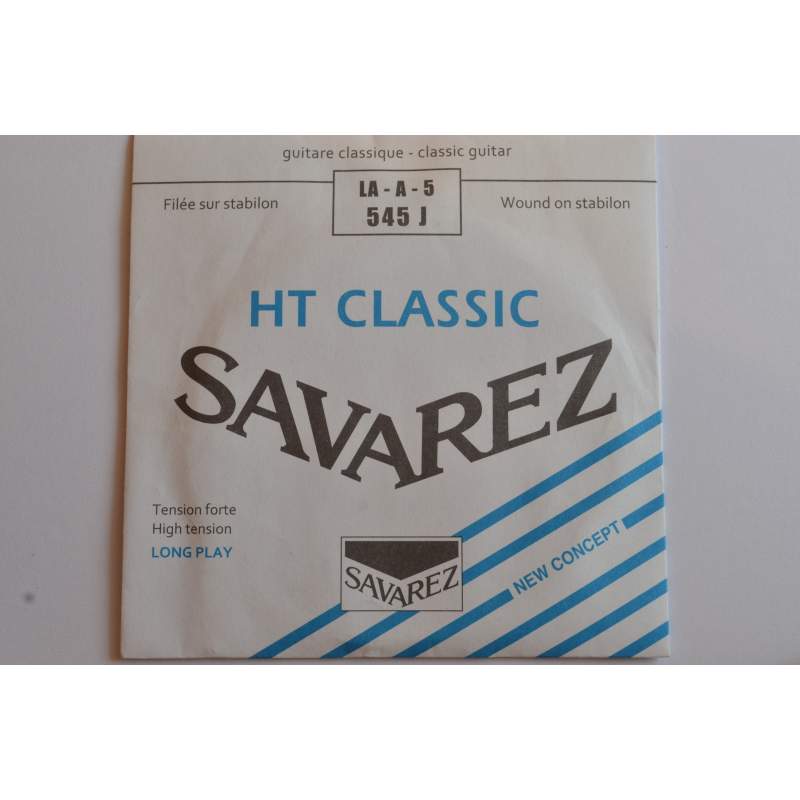 guitare classique - classic guitar
LA - A - 5
Filée sur stabilon
545 J
Wound on stabilon
HT CLASSIC
SAVAREZ
Tension forte
High tension
LONG PLAY
NEW CONCEPT
SAVAREZ